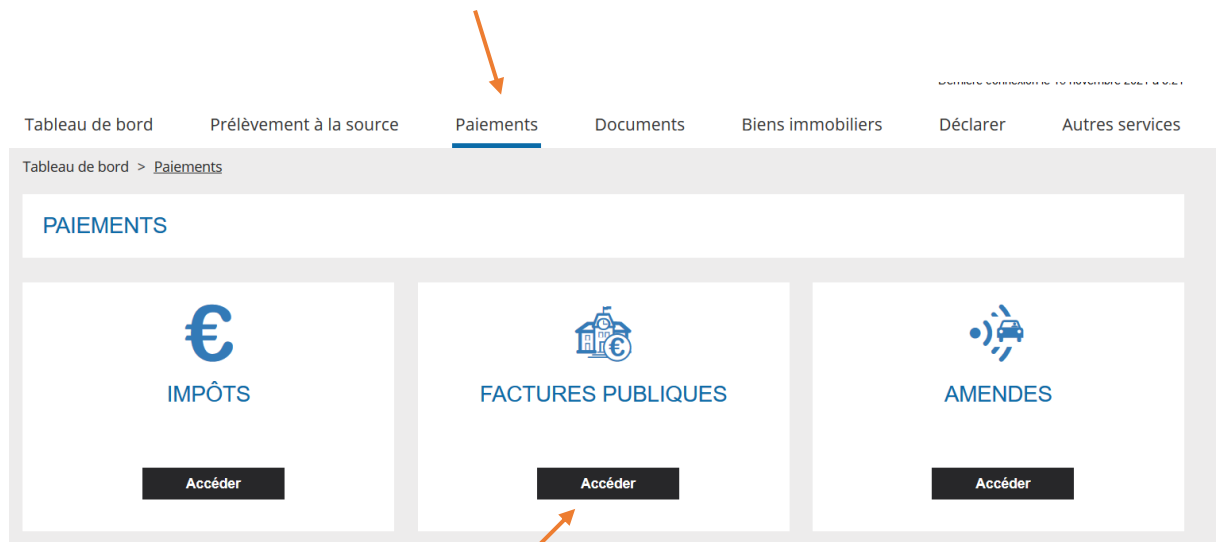 Tableau de bord Prélèvement à la source Paiements Documents Biens immobiliers Déclarer Autres services
Tableau de bord > Paiements
PAIEMENTS
€ €
IMPÔTS FACTURES PUBLIQUES AMENDES
Accéder Accéder Accéder